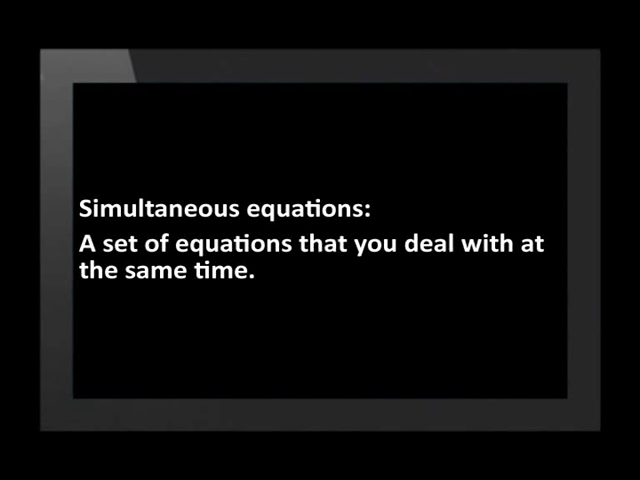 Simultaneous equations:
A set of equations that you deal with at
the same time.